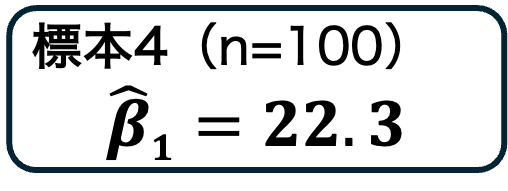 標本4（n=100）
β̂₁ = 22.3